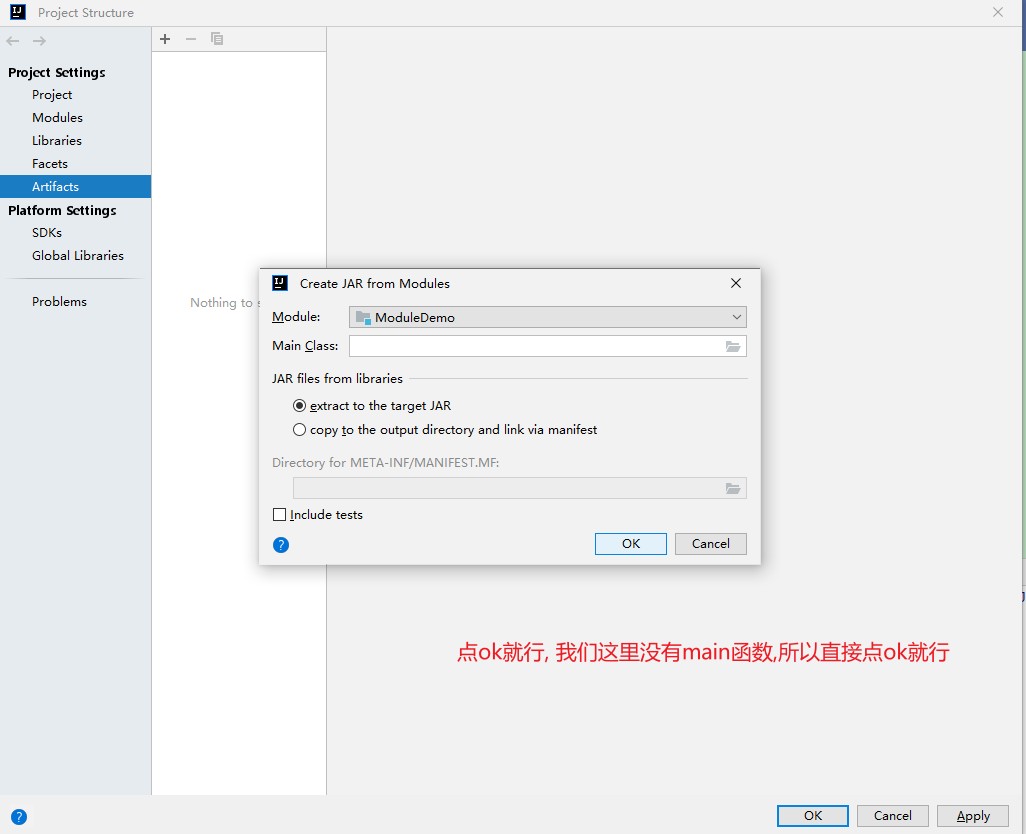 Project Structure
Project Settings
Project
Modules
Libraries
Facets
Artifacts
Platform Settings
SDKs
Global Libraries
Problems
Nothing to
Create JAR from Modules
Module:
ModuleDemo
Main Class:
JAR files from libraries
extract to the target JAR
copy to the output directory and link via manifest
Directory for META-INF/MANIFEST.MF:
Include tests
?
OK
Cancel
点ok就行, 我们这里没有main函数,所以直接点ok就行
?
OK
Cancel
Apply